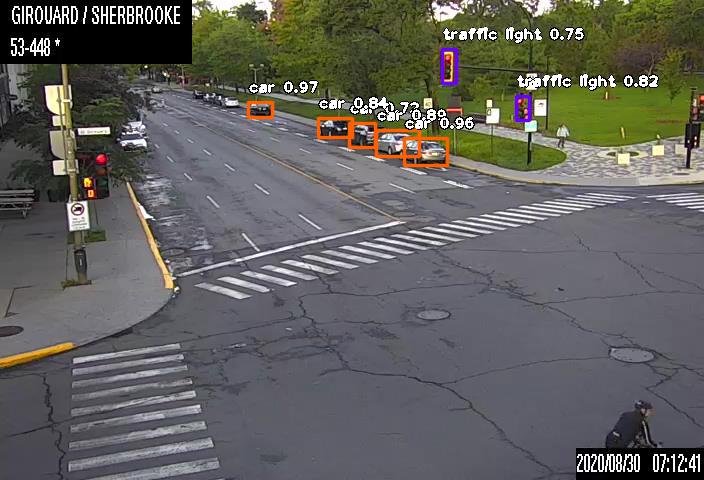 GIROUARD / SHERBROOKE
53-448 *
traffic light 0.75
traffic light 0.82
car 0.97
car 0.84
car 0.96
2020/08/30 07:12:41